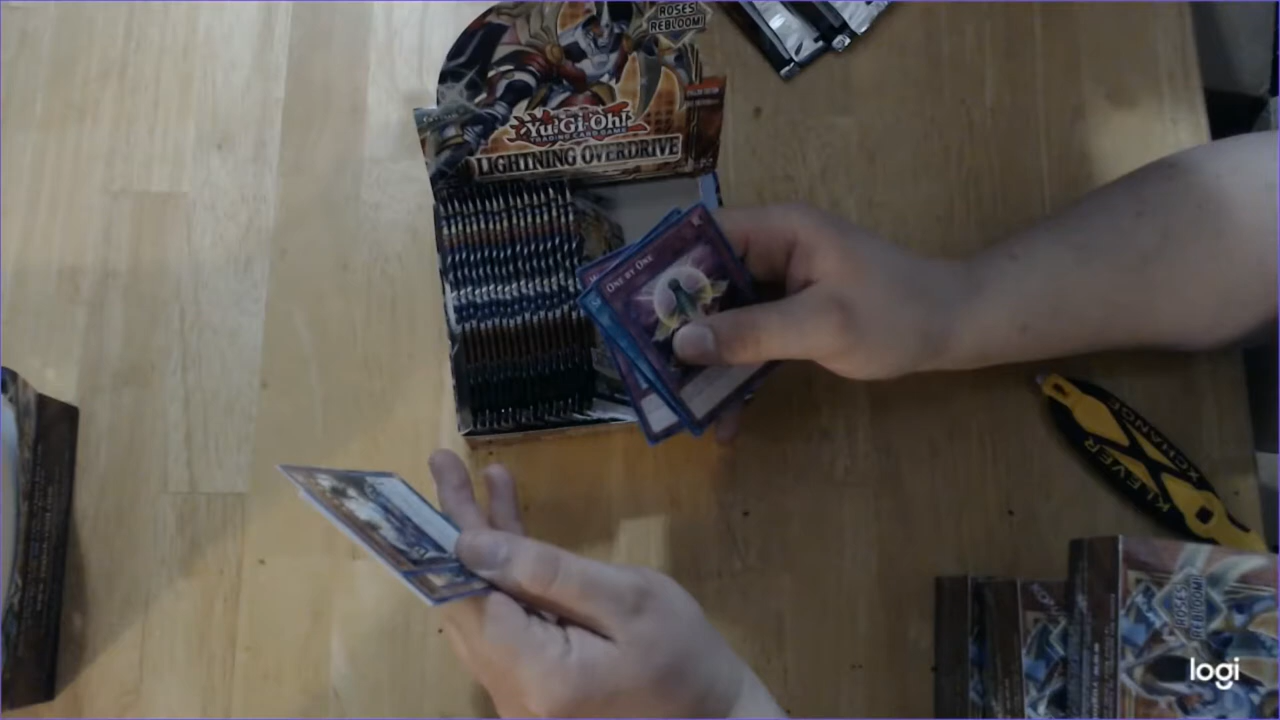 ROSES
REBLOOM!
Yu-Gi-Oh!
TRADING CARD GAME
LIGHTNING OVERDRIVE
ONE BY ONE
KLEVER
XCHANGE
ROSES
REBLOOM!
logi